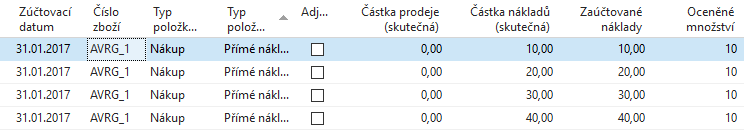 Zúčtovací datum Číslo zboží Typ položk... Typ polož... Adj... Částka prodeje (skutečná) Částka nákladů (skutečná) Zaúčtované náklady Oceněné množství
31.01.2017 AVRG_1 Nákup Přímé nákl... 0,00 10,00 10,00 10
31.01.2017 AVRG_1 Nákup Přímé nákl... 0,00 20,00 20,00 10
31.01.2017 AVRG_1 Nákup Přímé nákl... 0,00 30,00 30,00 10
31.01.2017 AVRG_1 Nákup Přímé nákl... 0,00 40,00 40,00 10